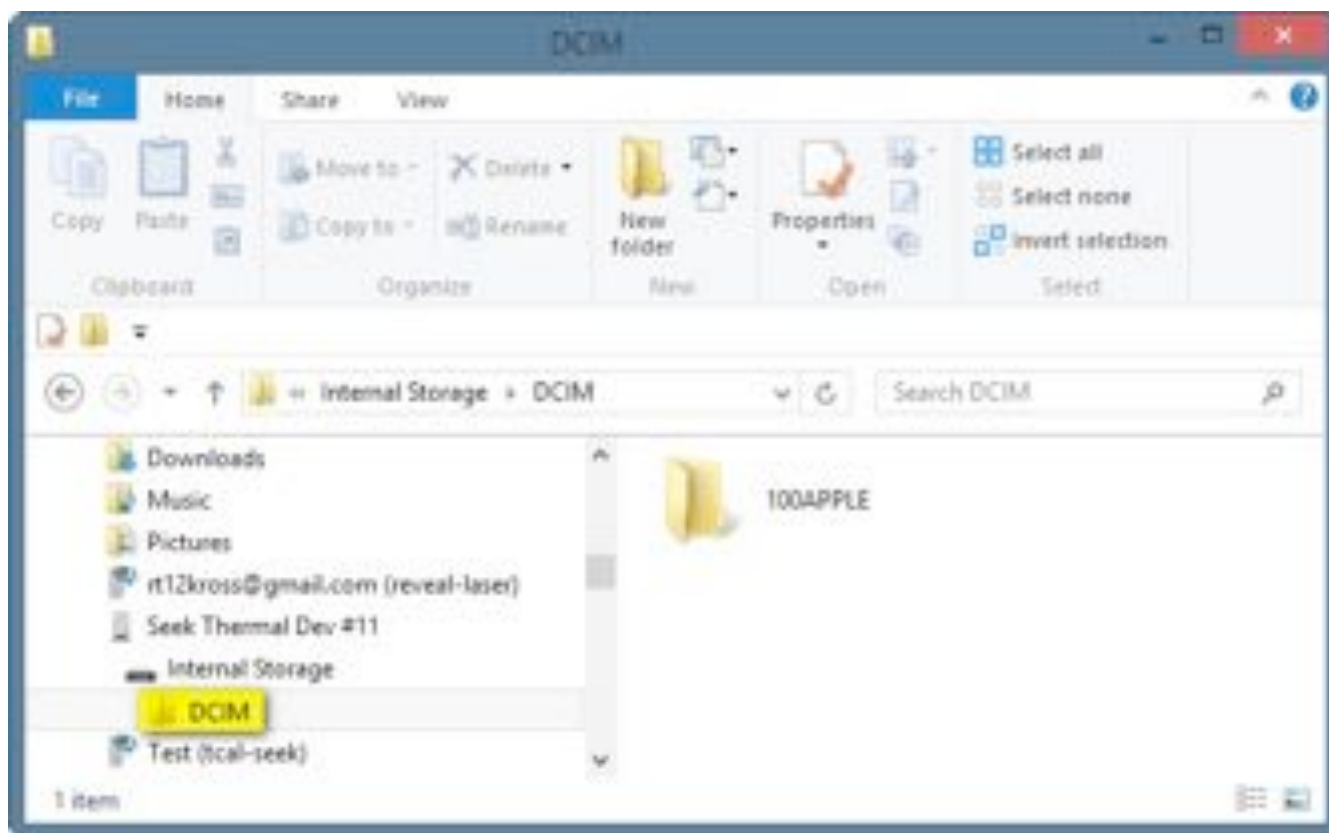 DCIM
File Home Share View
Copy Paste Move to Delete Select all
Copy to Rename New folder Properties Select none
Invert selection
Clipboard Organize New Open Select
« Internal Storage DCIM Search DCIM
Downloads
Music
Pictures
rt12kross@gmail.com (reveal-laser)
Seek Thermal Dev #11
Internal Storage
DCIM
Test (tcal-seek)
100APPLE
1 item